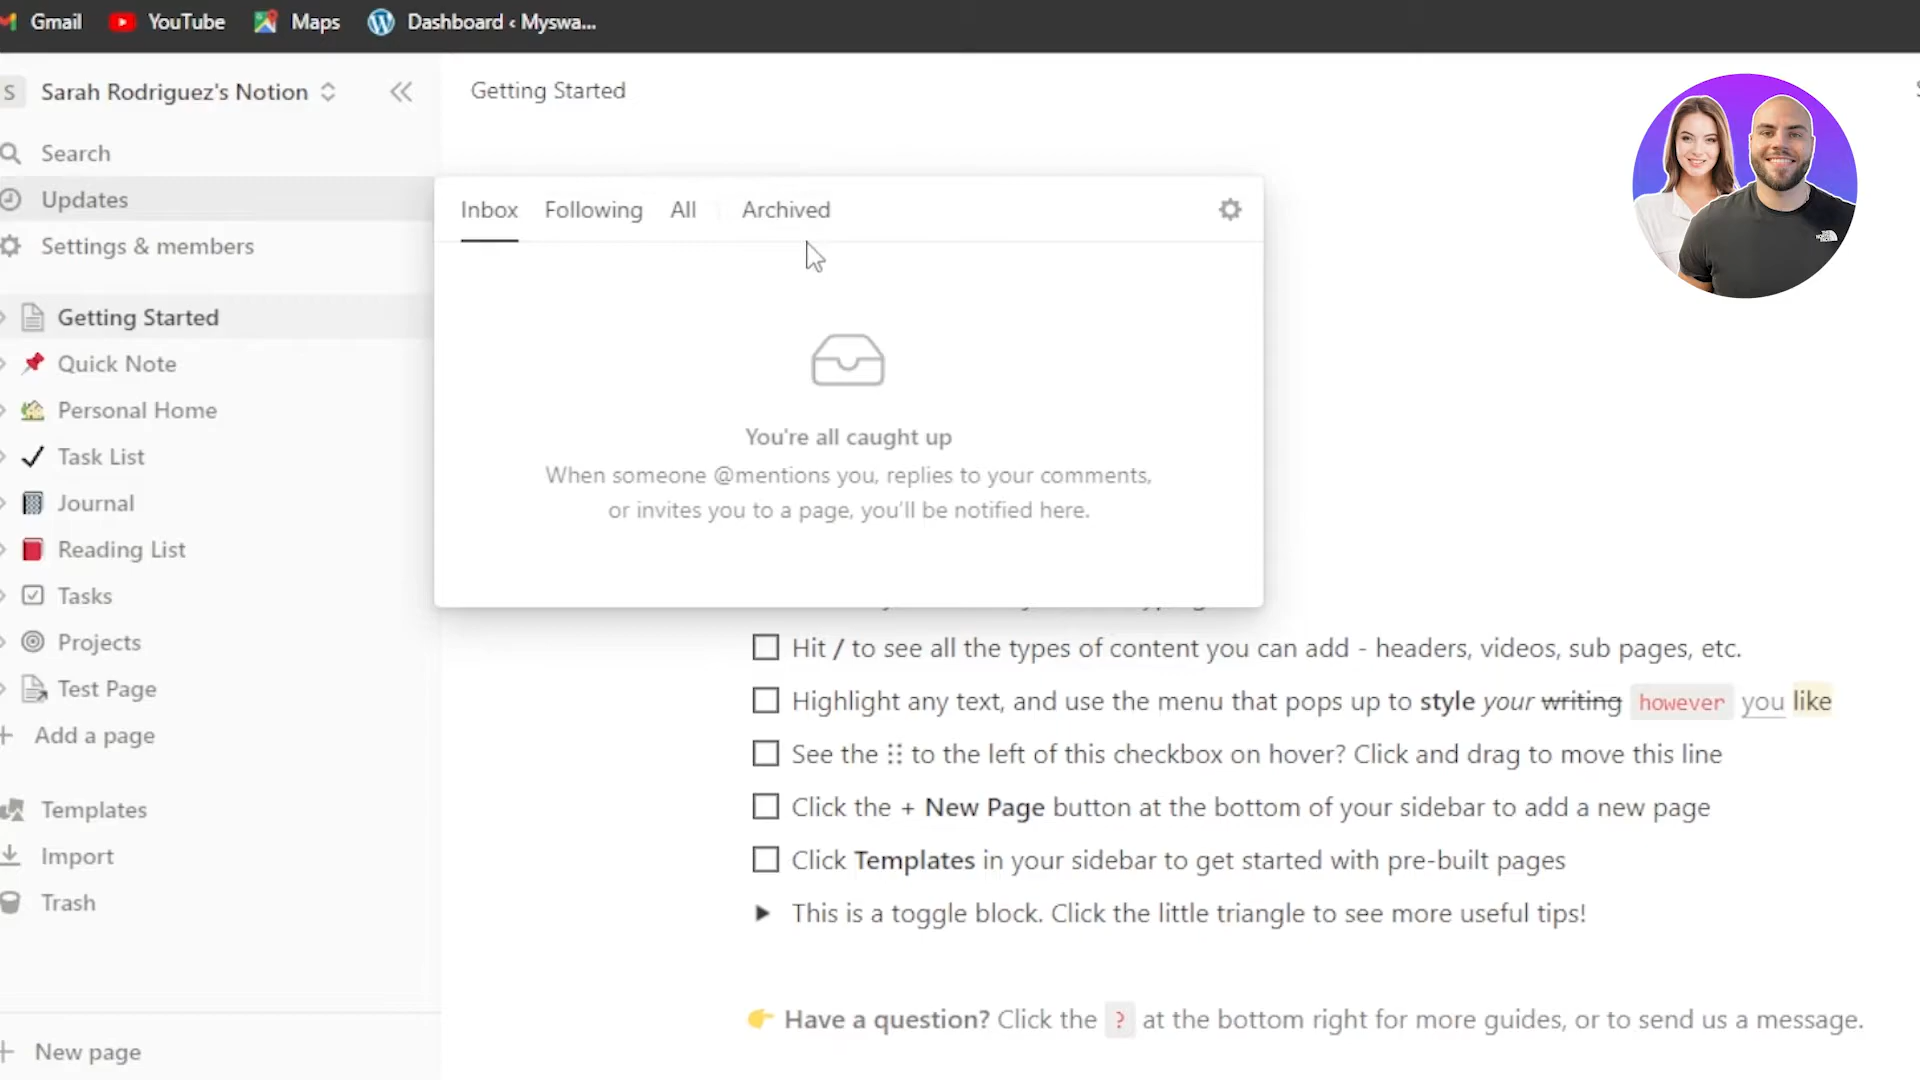 Gmail YouTube Maps Dashboard ‹ Myswa...
S Sarah Rodriguez's Notion
Getting Started
Search
Updates
Settings & members
Getting Started
Quick Note
Personal Home
Task List
Journal
Reading List
Tasks
Projects
Test Page
+ Add a page
Templates
Import
Trash
+ New page
Inbox Following All Archived
You're all caught up
When someone @mentions you, replies to your comments,
or invites you to a page, you'll be notified here.
Hit / to see all the types of content you can add - headers, videos, sub pages, etc.
Highlight any text, and use the menu that pops up to style your writing however you like
See the ⋮⋮ to the left of this checkbox on hover? Click and drag to move this line
Click the + New Page button at the bottom of your sidebar to add a new page
Click Templates in your sidebar to get started with pre-built pages
This is a toggle block. Click the little triangle to see more useful tips!
👉 Have a question? Click the ? at the bottom right for more guides, or to send us a message.